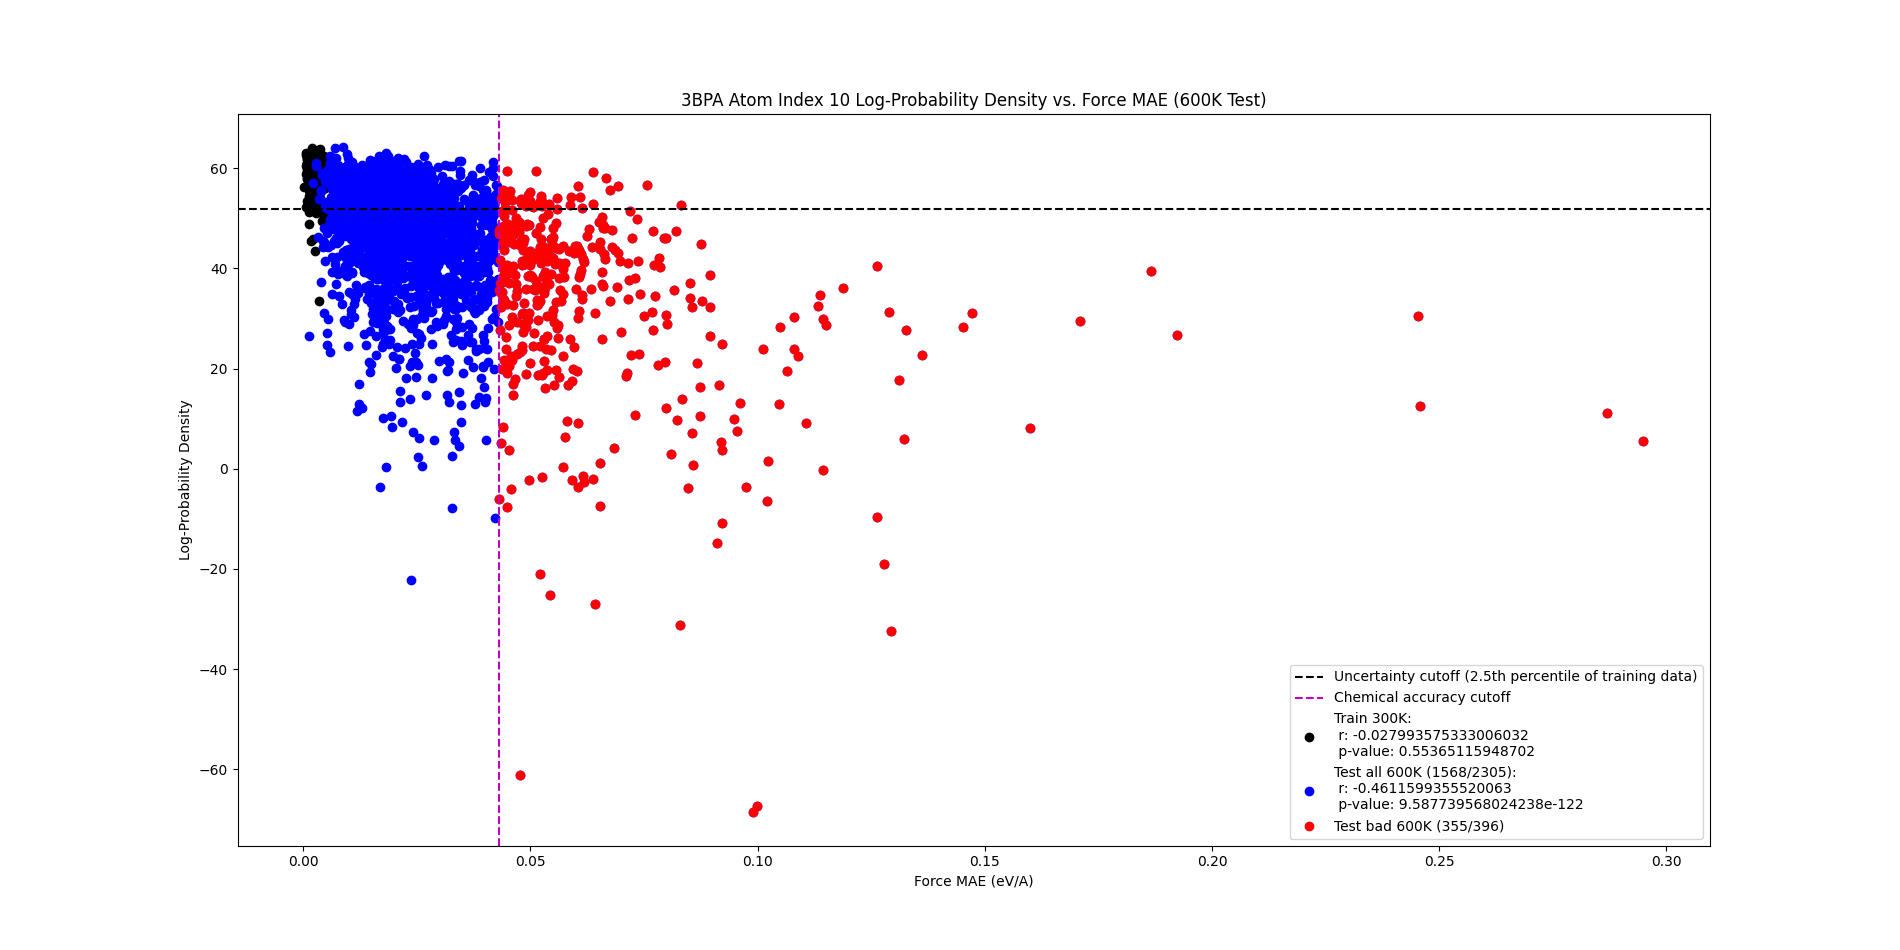 3BPA Atom Index 10 Log-Probability Density vs. Force MAE (600K Test)
Log-Probability Density
60
40
20
0
−20
−40
−60
0.00
0.05
0.10
0.15
0.20
0.25
0.30
Force MAE (eV/A)
Uncertainty cutoff (2.5th percentile of training data)
Chemical accuracy cutoff
Train 300K:
r: -0.027993575333006032
p-value: 0.55365115948702
Test all 600K (1568/2305):
r: -0.4611599355520063
p-value: 9.587739568024238e-122
Test bad 600K (355/396)